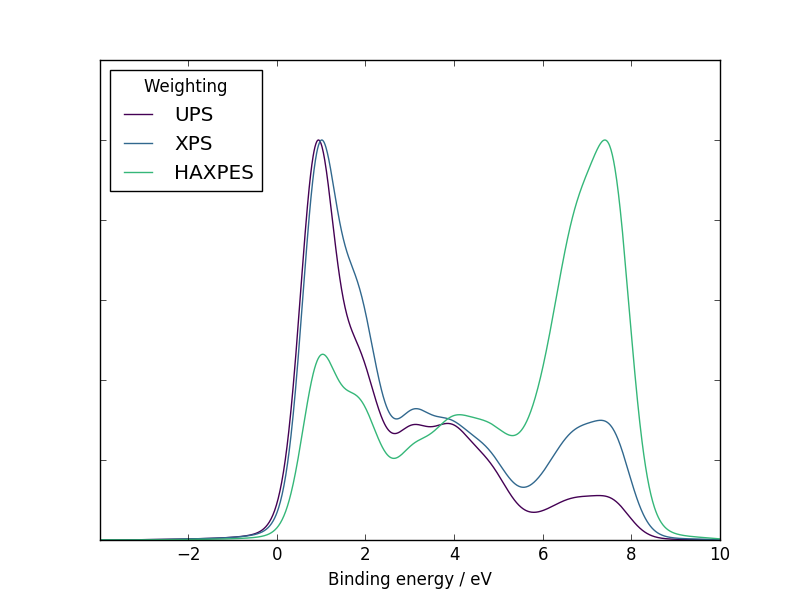 Weighting
UPS
XPS
HAXPES
−2 0 2 4 6 8 10
Binding energy / eV